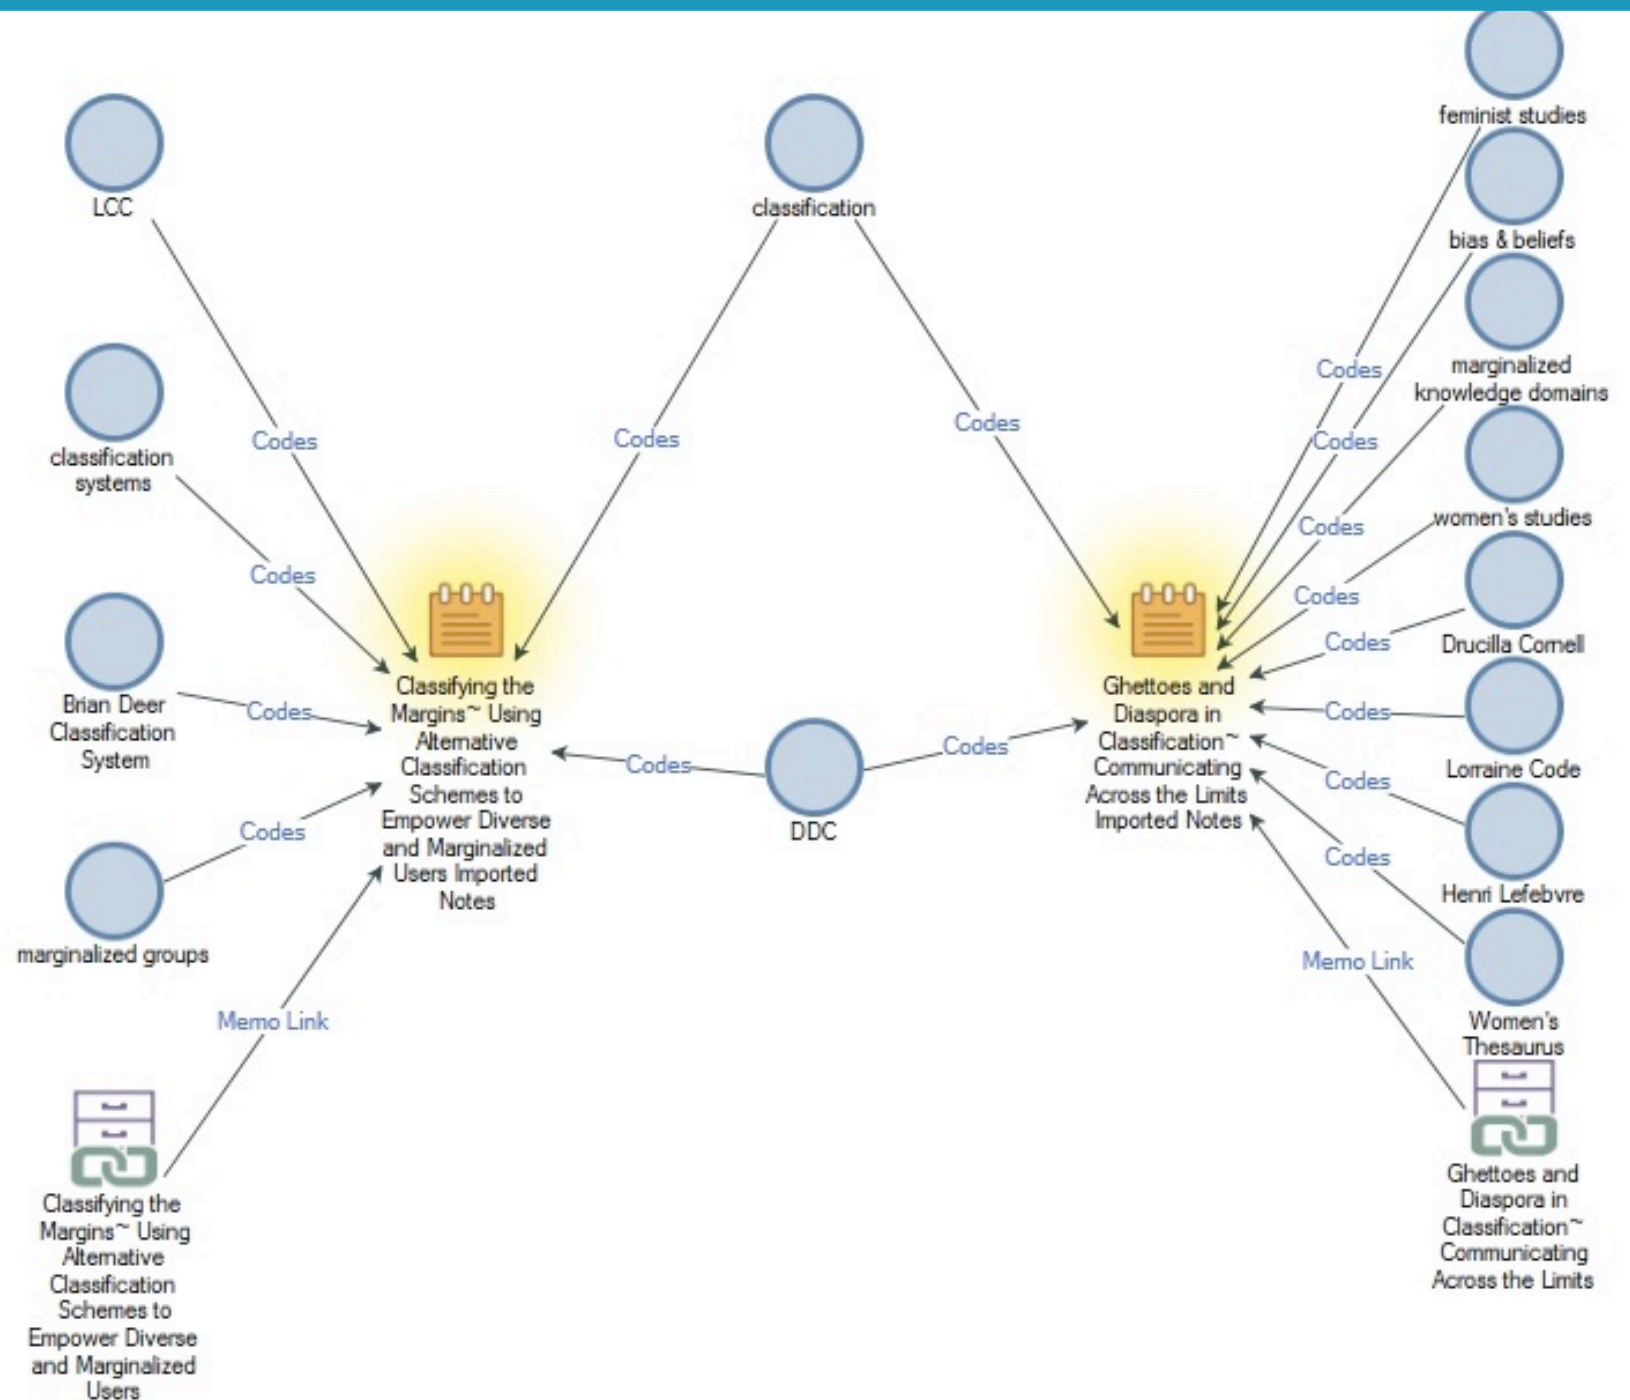 feminist studies
LCC
classification
bias & beliefs
Codes
marginalized
knowledge domains
Codes
Codes
Codes
Codes
classification
systems
Codes
women's studies
Codes
Codes
Codes
Drucilla Cornell
Brian Deer
Classification
System
Codes
Classifying the
Margins~ Using
Alternative
Classification
Schemes to
Empower Diverse
and Marginalized
Users Imported
Notes
Codes
DDC
Codes
Ghettoes and
Diaspora in
Classification~
Communicating
Across the Limits
Imported Notes
Codes
Lorraine Code
Codes
Henri Lefebvre
Codes
Codes
marginalized groups
Memo Link
Women's
Thesaurus
Memo Link
Classifying the
Margins~ Using
Alternative
Classification
Schemes to
Empower Diverse
and Marginalized
Users
Ghettoes and
Diaspora in
Classification~
Communicating
Across the Limits